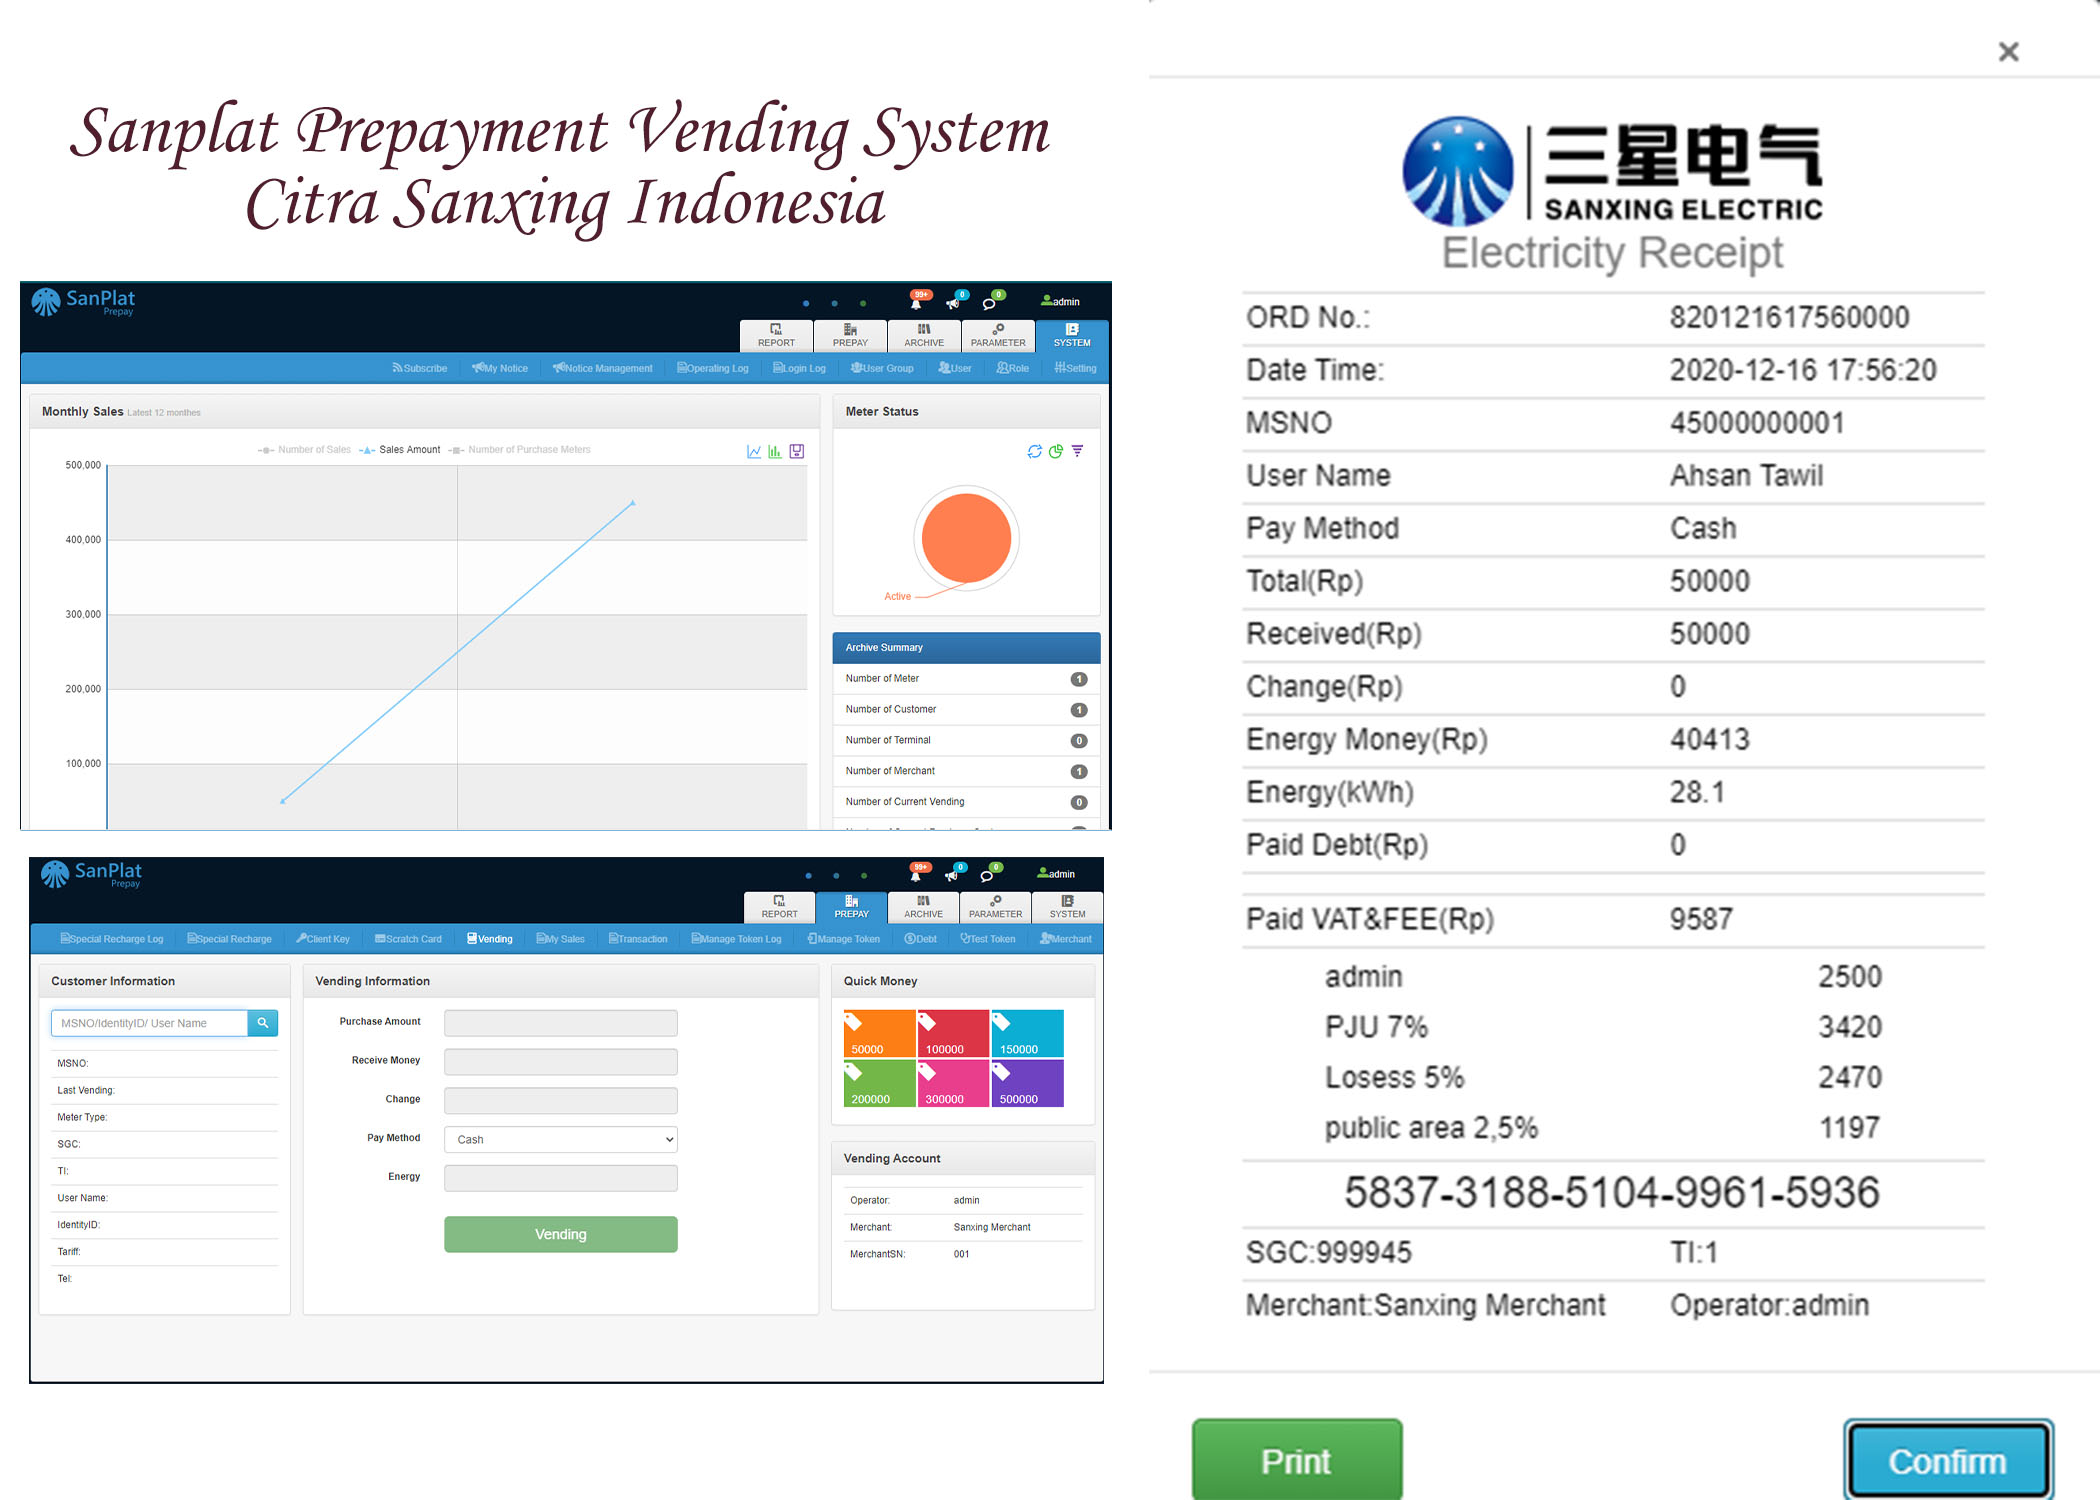 Sanplat Prepayment Vending System
Citra Sanxing Indonesia
SanPlat
Prepay
99+ 0 0 admin
REPORT PREPAY ARCHIVE PARAMETER SYSTEM
Subscribe My Notice Notice Management Operating Log Login Log User Group User Role Setting
Monthly Sales Latest 12 monthes
Number of Sales Sales Amount Number of Purchase Meters
500,000
400,000
300,000
200,000
100,000
Meter Status
Active
Archive Summary
Number of Meter 1
Number of Customer 1
Number of Terminal 0
Number of Merchant 1
Number of Current Vending 0
SanPlat
Prepay
99+ 0 0 admin
REPORT PREPAY ARCHIVE PARAMETER SYSTEM
Special Recharge Log Special Recharge Client Key Scratch Card Vending My Sales Transaction Manage Token Log Manage Token Debt Test Token Merchant
Customer Information
MSNO/IdentityID/ User Name
MSNO:
Last Vending:
Meter Type:
SGC:
TI:
User Name:
IdentityID:
Tariff:
Tel:
Vending Information
Purchase Amount
Receive Money
Change
Pay Method Cash
Energy
Vending
Quick Money
50000 100000 150000
200000 300000 500000
Vending Account
Operator: admin
Merchant: Sanxing Merchant
MerchantSN: 001
×
三星电气
SANXING ELECTRIC
Electricity Receipt
ORD No.: 820121617560000
Date Time: 2020-12-16 17:56:20
MSNO 45000000001
User Name Ahsan Tawil
Pay Method Cash
Total(Rp) 50000
Received(Rp) 50000
Change(Rp) 0
Energy Money(Rp) 40413
Energy(kWh) 28.1
Paid Debt(Rp) 0
Paid VAT&FEE(Rp) 9587
admin 2500
PJU 7% 3420
Losess 5% 2470
public area 2,5% 1197
5837-3188-5104-9961-5936
SGC:999945 TI:1
Merchant:Sanxing Merchant Operator:admin
Print Confirm